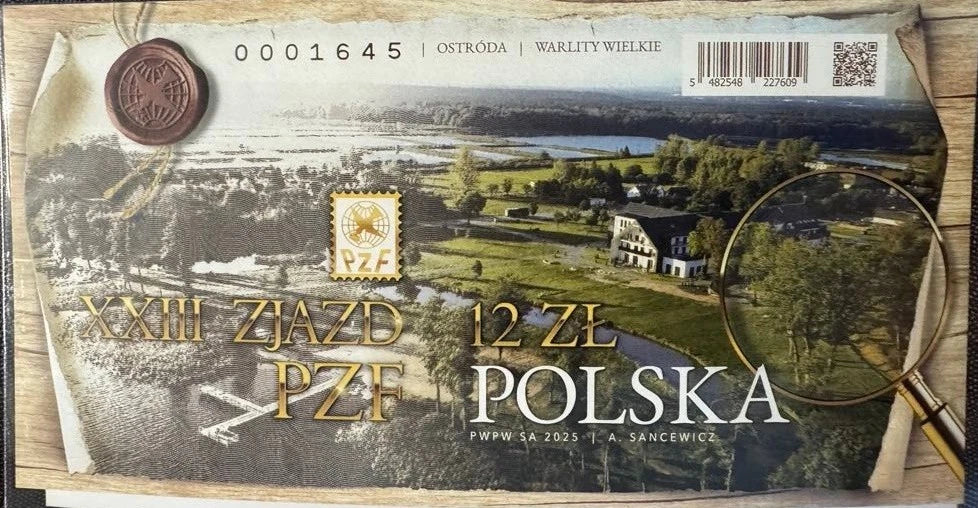 0001645 | OSTRÓDA | WARLITY WIELKIE
5 482548 227609
PZF
XXIII ZJAZD
PZF
12 ZŁ
POLSKA
PWPW SA 2025 | A. SANCEWICZ